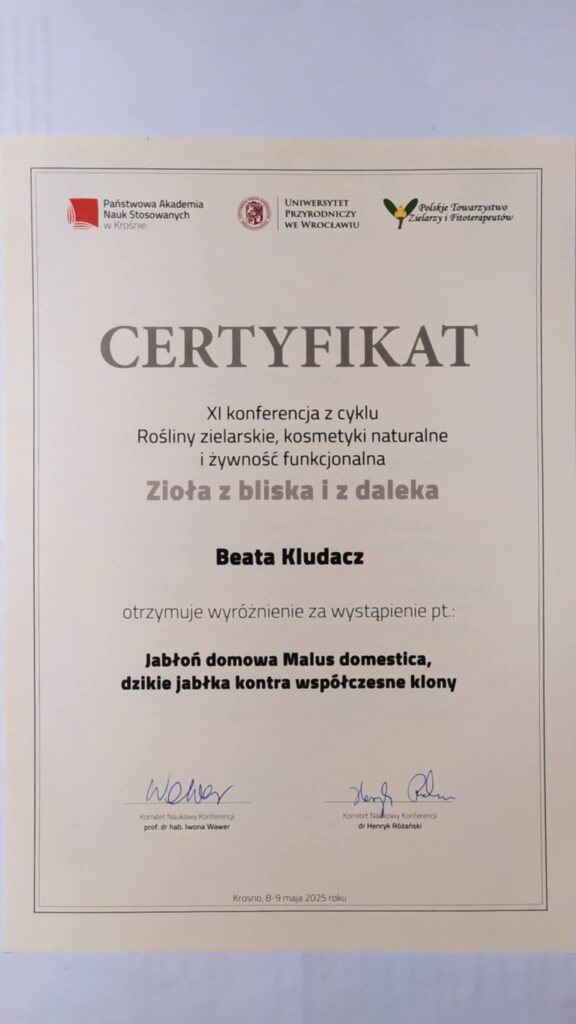 Państwowa Akademia
Nauk Stosowanych
w Krośnie
UNIWERSYTET
PRZYRODNICZY
WE WROCŁAWIU
Polskie Towarzystwo
Zielarzy i Fitoterapeutów
CERTYFIKAT
XI konferencja z cyklu
Rośliny zielarskie, kosmetyki naturalne
i żywność funkcjonalna
Zioła z bliska i z daleka
Beata Kludacz
otrzymuje wyróżnienie za wystąpienie pt.:
Jabłoń domowa Malus domestica,
dzikie jabłka kontra współczesne klony
Wawer
Komitet Naukowy Konferencji
prof. dr hab. Iwona Wawer
Komitet Naukowy Konferencji
dr Henryk Różański
Krosno, 8-9 maja 2025 roku